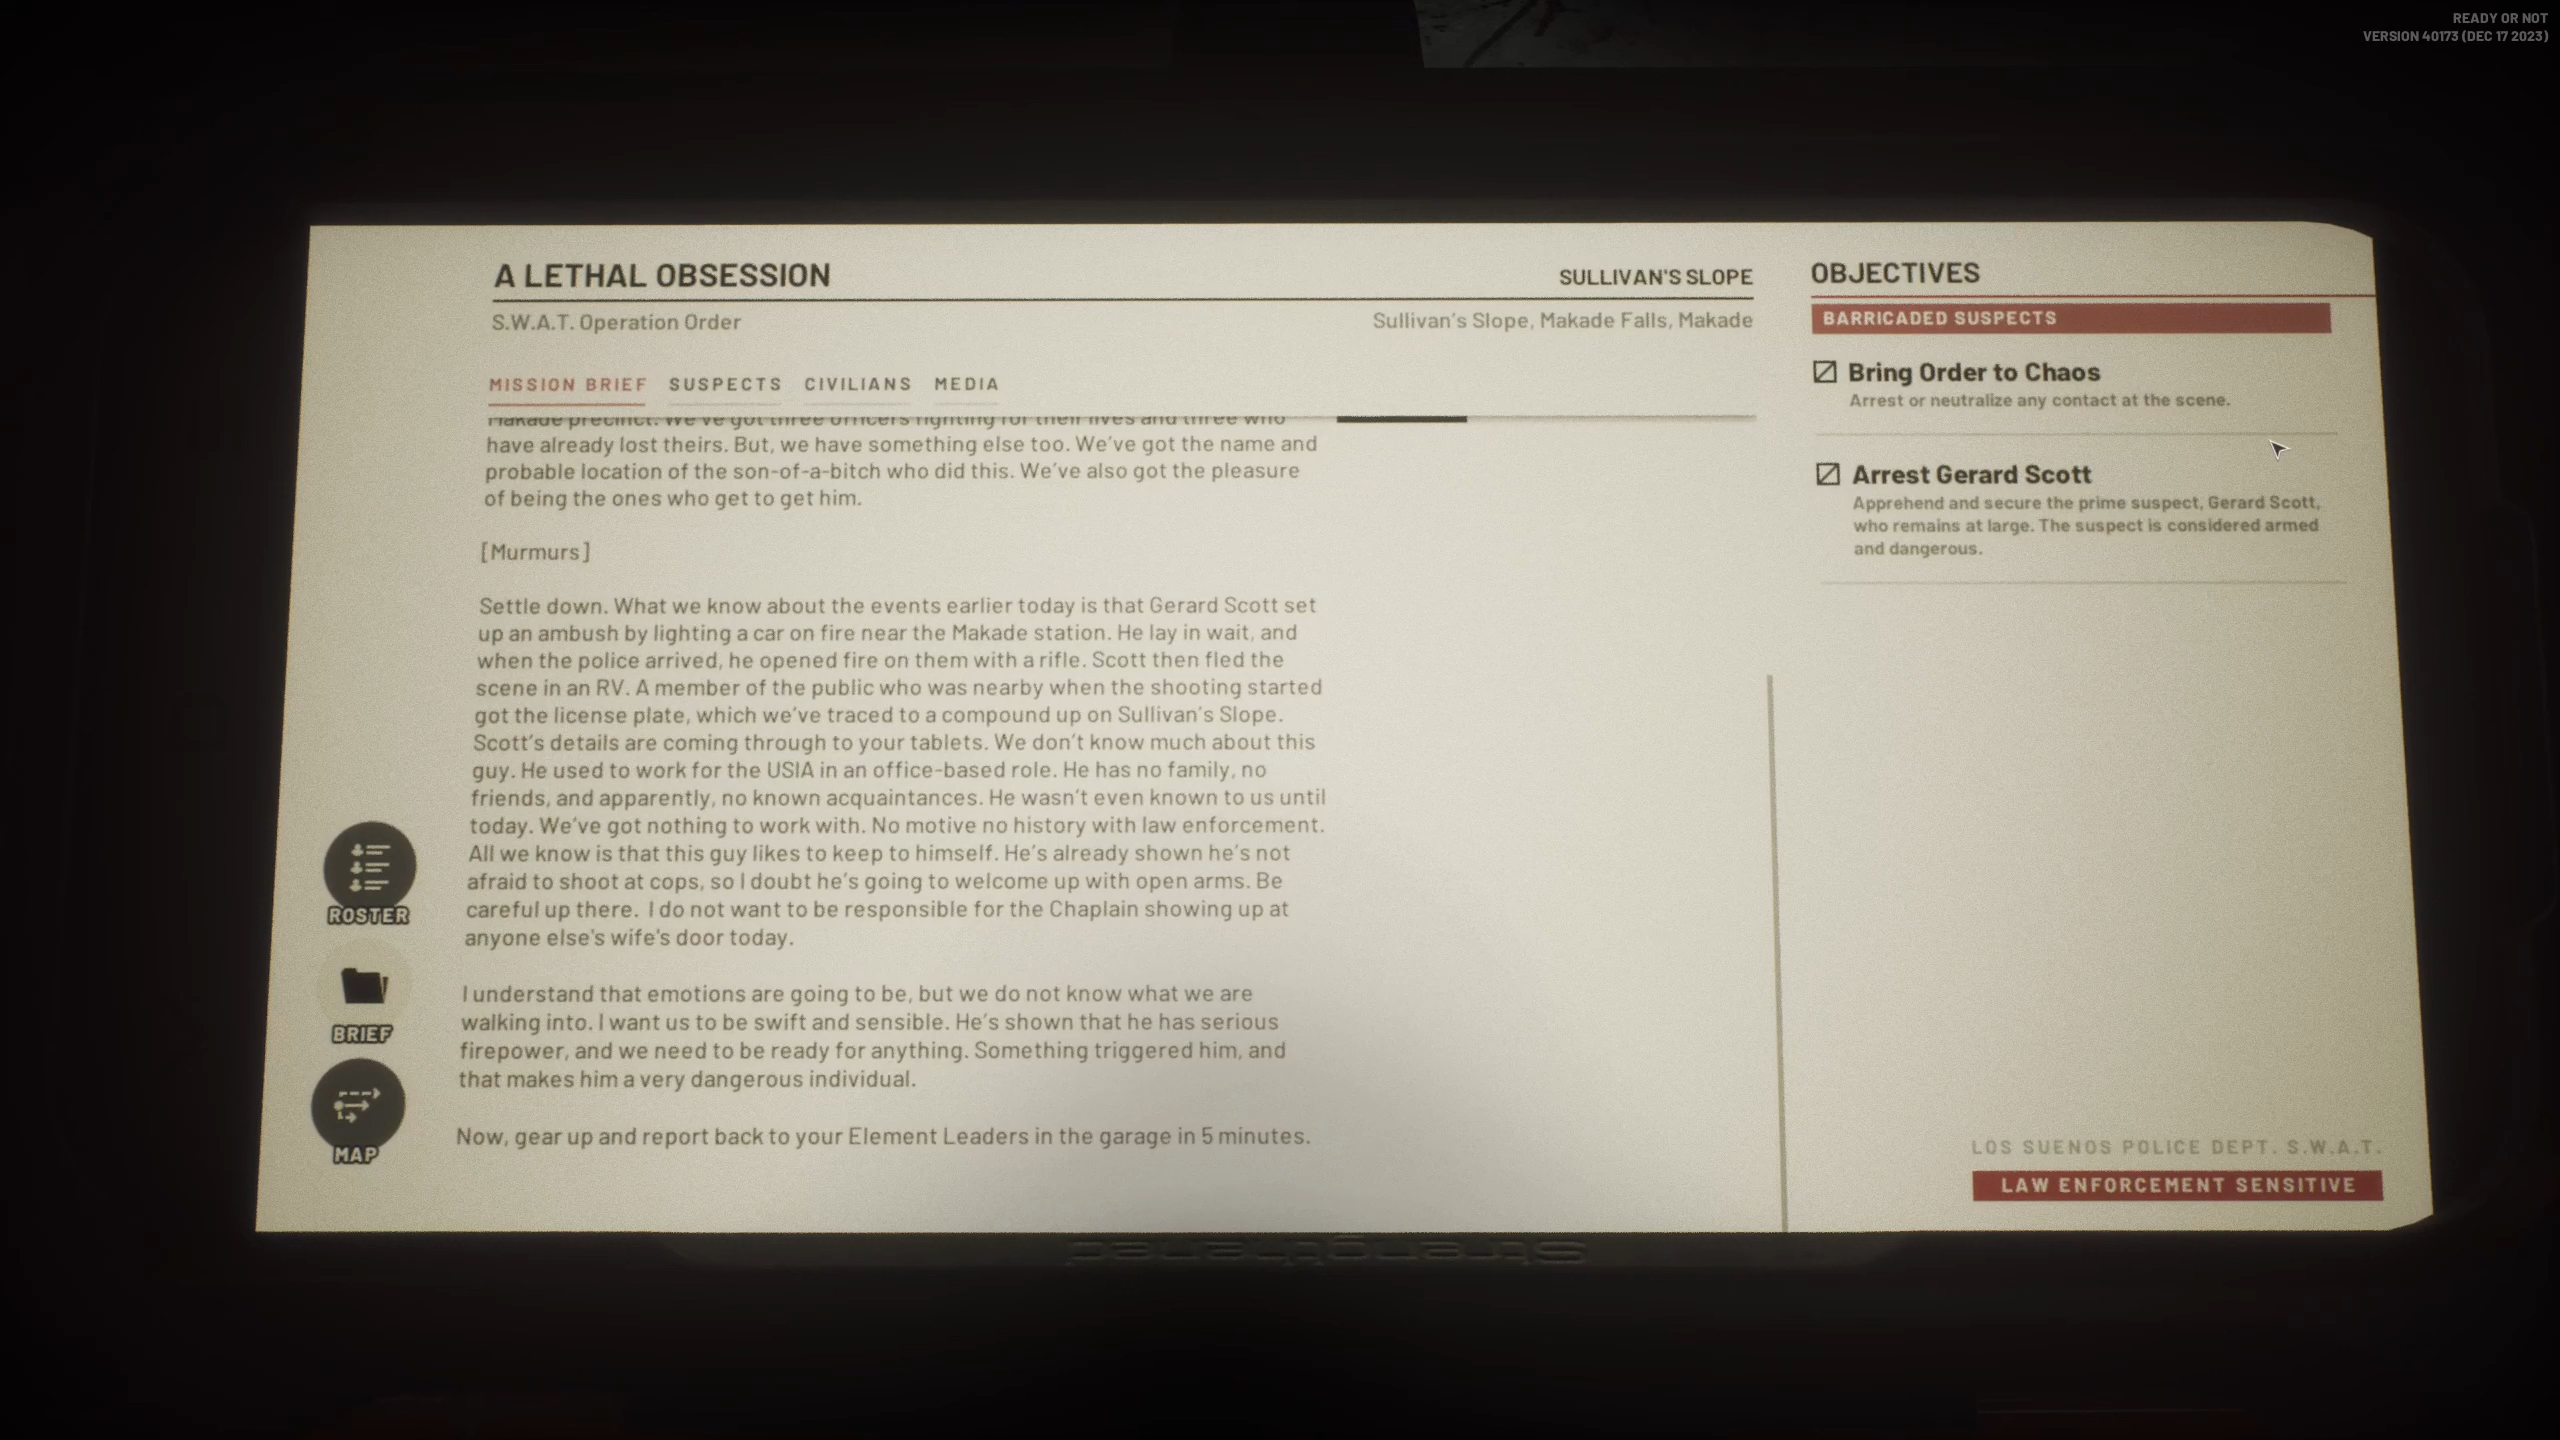 READY OR NOT
VERSION 40173 (DEC 17 2023)
A LETHAL OBSESSION
SULLIVAN'S SLOPE
S.W.A.T. Operation Order
Sullivan's Slope, Makade Falls, Makade
MISSION BRIEF SUSPECTS CIVILIANS MEDIA
Makade precinct. We've got three officers fighting for their lives and three who
have already lost theirs. But, we have something else too. We've got the name and
probable location of the son-of-a-bitch who did this. We've also got the pleasure
of being the ones who get to get him.
[Murmurs]
Settle down. What we know about the events earlier today is that Gerard Scott set
up an ambush by lighting a car on fire near the Makade station. He lay in wait, and
when the police arrived, he opened fire on them with a rifle. Scott then fled the
scene in an RV. A member of the public who was nearby when the shooting started
got the license plate, which we've traced to a compound up on Sullivan's Slope.
Scott's details are coming through to your tablets. We don't know much about this
guy. He used to work for the USIA in an office-based role. He has no family, no
friends, and apparently, no known acquaintances. He wasn't even known to us until
today. We've got nothing to work with. No motive no history with law enforcement.
All we know is that this guy likes to keep to himself. He's already shown he's not
afraid to shoot at cops, so I doubt he's going to welcome up with open arms. Be
careful up there. I do not want to be responsible for the Chaplain showing up at
anyone else's wife's door today.
I understand that emotions are going to be, but we do not know what we are
walking into. I want us to be swift and sensible. He's shown that he has serious
firepower, and we need to be ready for anything. Something triggered him, and
that makes him a very dangerous individual.
Now, gear up and report back to your Element Leaders in the garage in 5 minutes.
ROSTER
BRIEF
MAP
OBJECTIVES
BARRICADED SUSPECTS
Bring Order to Chaos
Arrest or neutralize any contact at the scene.
Arrest Gerard Scott
Apprehend and secure the prime suspect, Gerard Scott,
who remains at large. The suspect is considered armed
and dangerous.
LOS SUENOS POLICE DEPT. S.W.A.T.
LAW ENFORCEMENT SENSITIVE